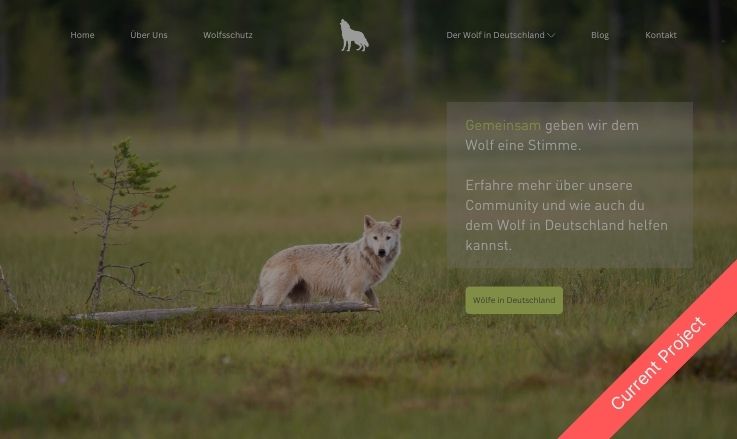 Home
Über Uns
Wolfsschutz
Der Wolf in Deutschland
Blog
Kontakt
Gemeinsam geben wir dem
Wolf eine Stimme.
Erfahre mehr über unsere
Community und wie auch du
dem Wolf in Deutschland helfen
kannst.
Wölfe in Deutschland
Current Project